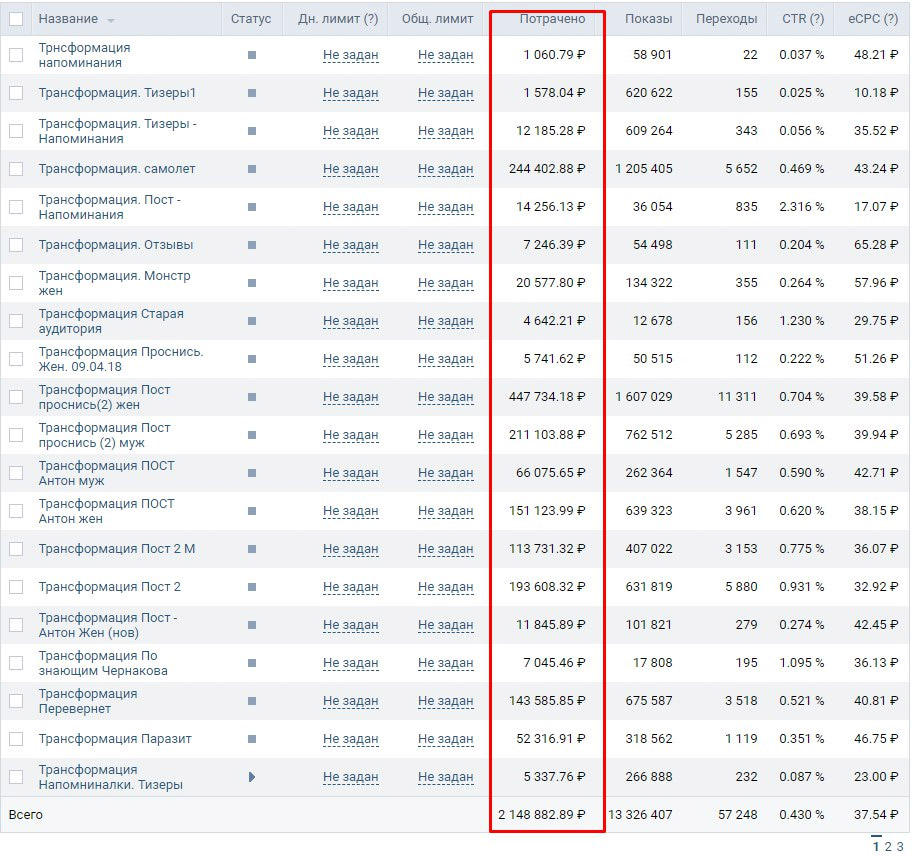 Название Статус Дн. лимит (?) Общ. лимит Потрачено Показы Переходы CTR (?) eCPC (?)
Трнсформация
напоминания
Не задан Не задан 1 060.79 ₽ 58 901 22 0.037 % 48.21 ₽
Трансформация. Тизеры1 Не задан Не задан 1 578.04 ₽ 620 622 155 0.025 % 10.18 ₽
Трансформация. Тизеры -
Напоминания
Не задан Не задан 12 185.28 ₽ 609 264 343 0.056 % 35.52 ₽
Трансформация. самолет Не задан Не задан 244 402.88 ₽ 1 205 405 5 652 0.469 % 43.24 ₽
Трансформация. Пост -
Напоминания
Не задан Не задан 14 256.13 ₽ 36 054 835 2.316 % 17.07 ₽
Трансформация. Отзывы Не задан Не задан 7 246.39 ₽ 54 498 111 0.204 % 65.28 ₽
Трансформация. Монстр
жен
Не задан Не задан 20 577.80 ₽ 134 322 355 0.264 % 57.96 ₽
Трансформация Старая
аудитория
Не задан Не задан 4 642.21 ₽ 12 678 156 1.230 % 29.75 ₽
Трансформация Проснись.
Жен. 09.04.18
Не задан Не задан 5 741.62 ₽ 50 515 112 0.222 % 51.26 ₽
Трансформация Пост
проснись(2) жен
Не задан Не задан 447 734.18 ₽ 1 607 029 11 311 0.704 % 39.58 ₽
Трансформация Пост
проснись (2) муж
Не задан Не задан 211 103.88 ₽ 762 512 5 285 0.693 % 39.94 ₽
Трансформация ПОСТ
Антон муж
Не задан Не задан 66 075.65 ₽ 262 364 1 547 0.590 % 42.71 ₽
Трансформация ПОСТ
Антон жен
Не задан Не задан 151 123.99 ₽ 639 323 3 961 0.620 % 38.15 ₽
Трансформация Пост 2 М Не задан Не задан 113 731.32 ₽ 407 022 3 153 0.775 % 36.07 ₽
Трансформация Пост 2 Не задан Не задан 193 608.32 ₽ 631 819 5 880 0.931 % 32.92 ₽
Трансформация Пост -
Антон Жен (нов)
Не задан Не задан 11 845.89 ₽ 101 821 279 0.274 % 42.45 ₽
Трансформация По
знающим Чернакова
Не задан Не задан 7 045.46 ₽ 17 808 195 1.095 % 36.13 ₽
Трансформация
Перевернет
Не задан Не задан 143 585.85 ₽ 675 587 3 518 0.521 % 40.81 ₽
Трансформация Паразит Не задан Не задан 52 316.91 ₽ 318 562 1 119 0.351 % 46.75 ₽
Трансформация
Напомниналки. Тизеры
Не задан Не задан 5 337.76 ₽ 266 888 232 0.087 % 23.00 ₽
Всего 2 148 882.89 ₽ 13 326 407 57 248 0.430 % 37.54 ₽
1 2 3